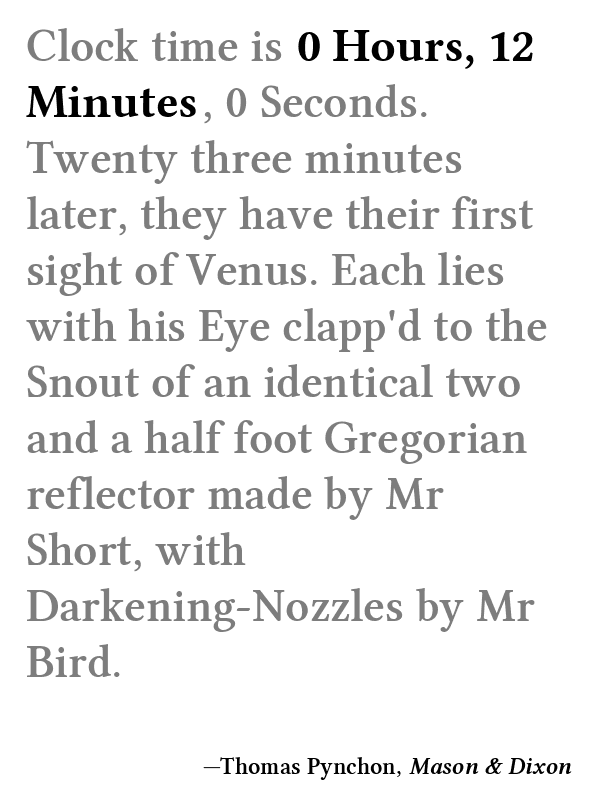 Clock time is 0 Hours, 12
Minutes, 0 Seconds.
Twenty three minutes
later, they have their first
sight of Venus. Each lies
with his Eye clapp'd to the
Snout of an identical two
and a half foot Gregorian
reflector made by Mr
Short, with
Darkening-Nozzles by Mr
Bird.
—Thomas Pynchon, Mason & Dixon